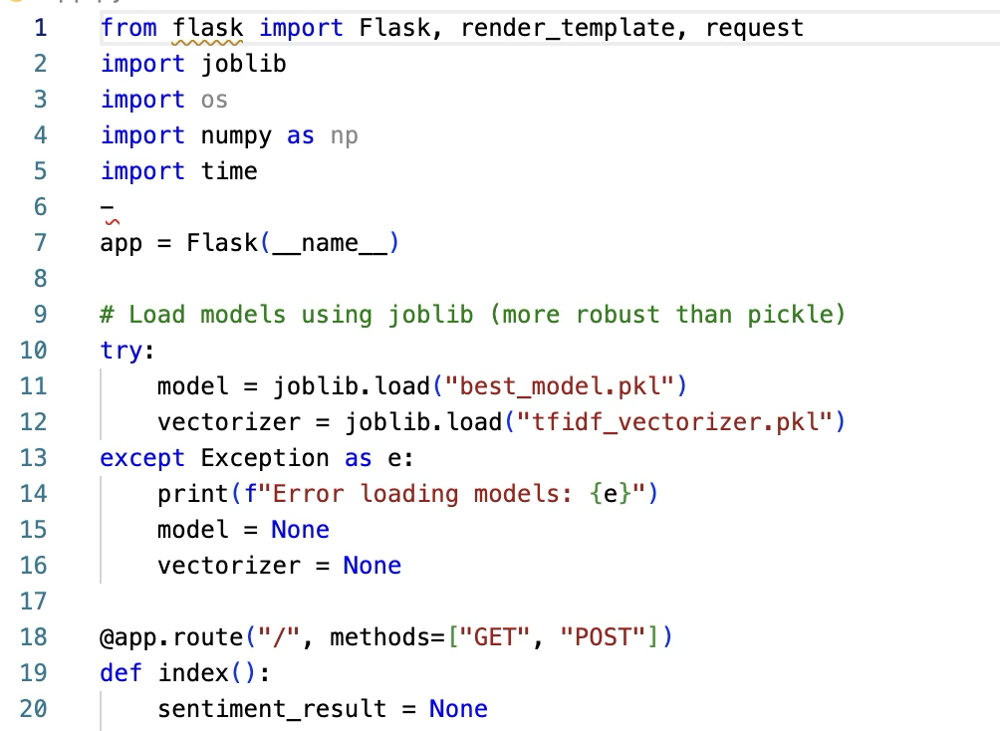 1 from flask import Flask, render_template, request
2 import joblib
3 import os
4 import numpy as np
5 import time
6 -
7 app = Flask(__name__)
8
9 # Load models using joblib (more robust than pickle)
10 try:
11     model = joblib.load("best_model.pkl")
12     vectorizer = joblib.load("tfidf_vectorizer.pkl")
13 except Exception as e:
14     print(f"Error loading models: {e}")
15     model = None
16     vectorizer = None
17
18 @app.route("/", methods=["GET", "POST"])
19 def index():
20     sentiment_result = None